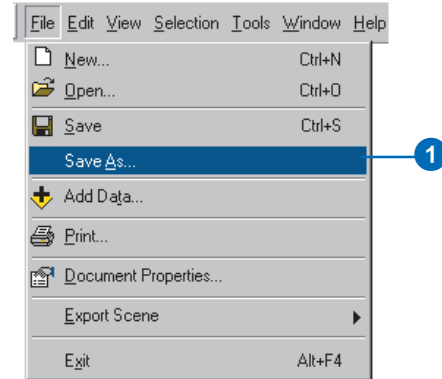 File Edit View Selection Tools Window Help
New... Ctrl+N
Open... Ctrl+O
Save Ctrl+S
Save As...
1
Add Data...
Print...
Document Properties...
Export Scene
Exit Alt+F4